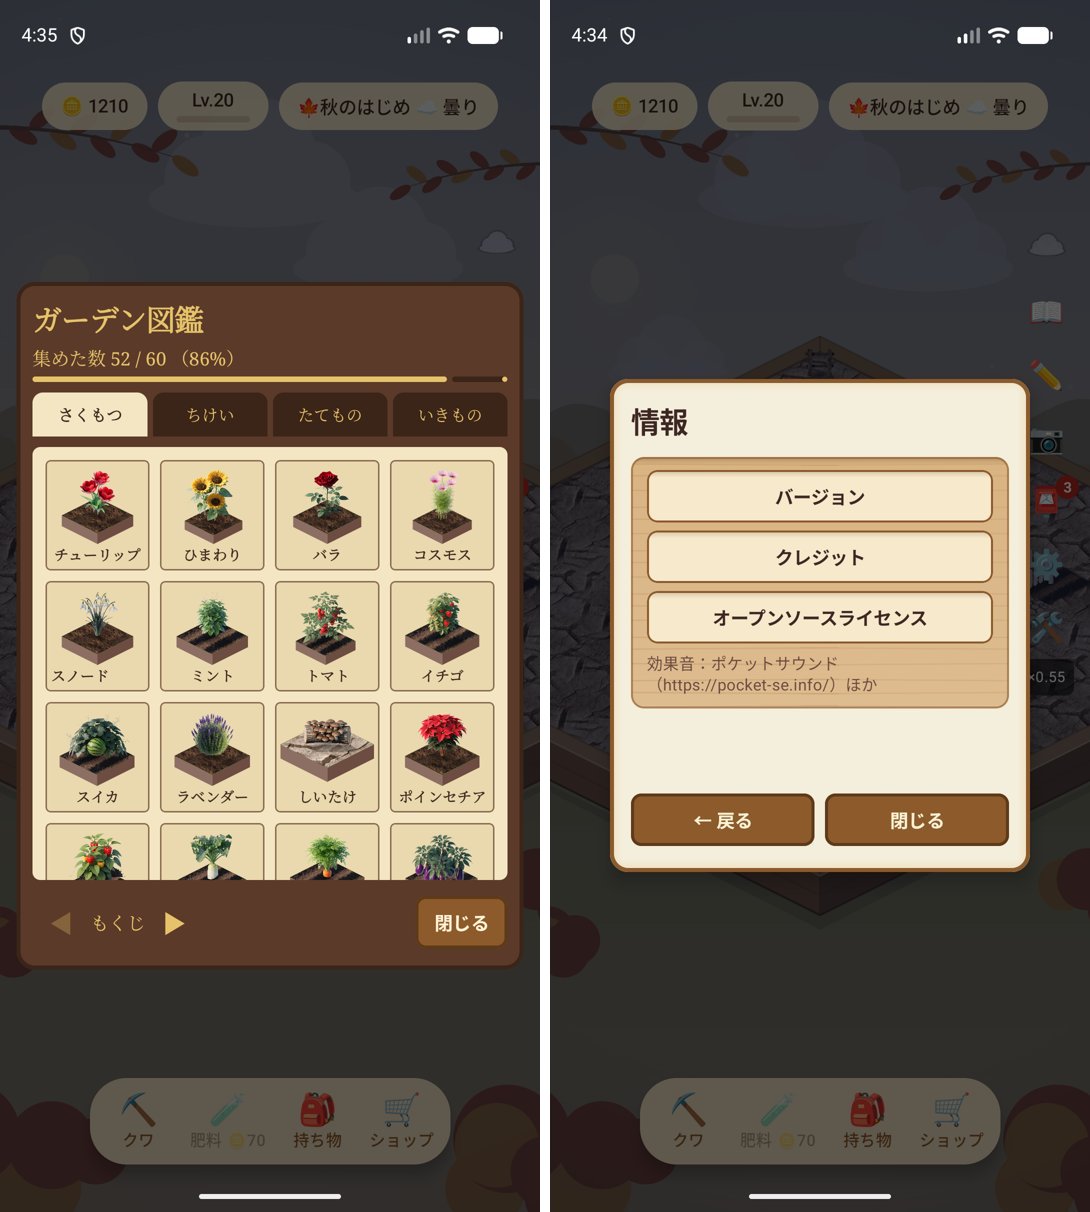 4:35
1210
Lv.20
🍁秋のはじめ ☁️ 曇り
ガーデン図鑑
集めた数 52 / 60 （86%）
さくもつ
ちけい
たてもの
いきもの
チューリップ
ひまわり
バラ
コスモス
スノード
ミント
トマト
イチゴ
スイカ
ラベンダー
しいたけ
ポインセチア
◀ もくじ ▶
閉じる
クワ
肥料 🪙70
持ち物
ショップ
4:34
1210
Lv.20
🍁秋のはじめ ☁️ 曇り
3
×0.55
情報
バージョン
クレジット
オープンソースライセンス
効果音：ポケットサウンド
（https://pocket-se.info/）ほか
← 戻る
閉じる
クワ
肥料 🪙70
持ち物
ショップ